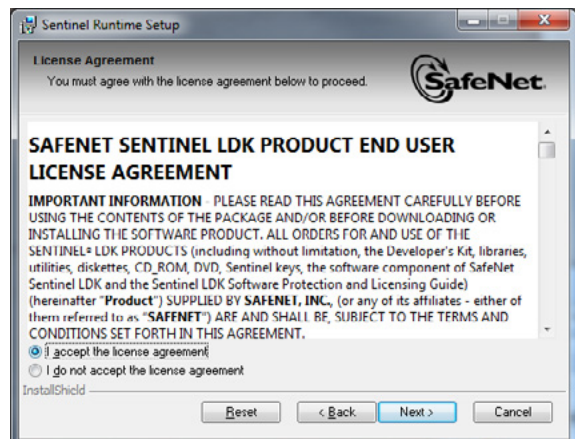 Sentinel Runtime Setup
License Agreement
You must agree with the license agreement below to proceed.
SafeNet.
SAFENET SENTINEL LDK PRODUCT END USER
LICENSE AGREEMENT
IMPORTANT INFORMATION - PLEASE READ THIS AGREEMENT CAREFULLY BEFORE
USING THE CONTENTS OF THE PACKAGE AND/OR BEFORE DOWNLOADING OR
INSTALLING THE SOFTWARE PRODUCT. ALL ORDERS FOR AND USE OF THE
SENTINEL® LDK PRODUCTS (including without limitation, the Developer's Kit, libraries,
utilities, diskettes, CD_ROM, DVD, Sentinel keys, the software component of SafeNet
Sentinel LDK and the Sentinel LDK Software Protection and Licensing Guide)
(hereinafter "Product") SUPPLIED BY SAFENET, INC., (or any of its affiliates - either of
them referred to as "SAFENET") ARE AND SHALL BE, SUBJECT TO THE TERMS AND
CONDITIONS SET FORTH IN THIS AGREEMENT.
I accept the license agreement
I do not accept the license agreement
InstallShield
Reset < Back Next > Cancel